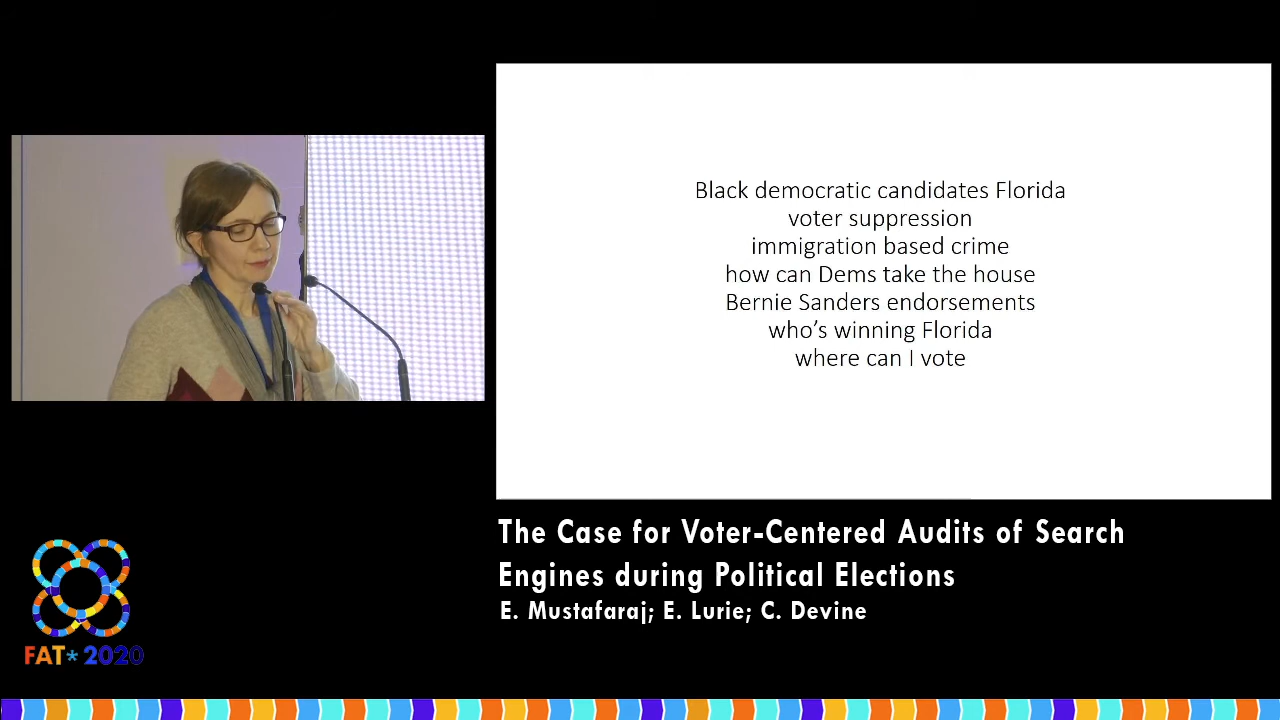 Black democratic candidates Florida
voter suppression
immigration based crime
how can Dems take the house
Bernie Sanders endorsements
who's winning Florida
where can I vote
The Case for Voter-Centered Audits of Search
Engines during Political Elections
E. Mustafaraj; E. Lurie; C. Devine
FAT* 2020